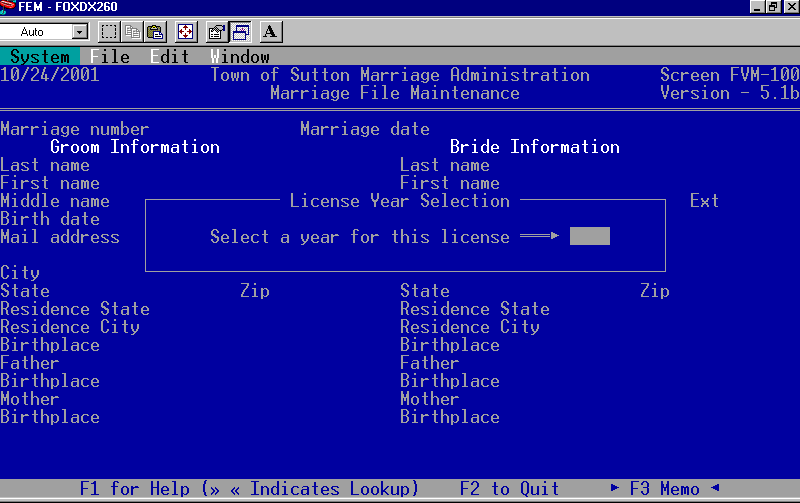 FEM - FOXDX260
Auto
A
System File Edit Window
10/24/2001 Town of Sutton Marriage Administration Screen FVM-100
Marriage File Maintenance Version - 5.1b
Marriage number Marriage date
Groom Information Bride Information
Last name Last name
First name First name
Middle name License Year Selection Ext
Birth date
Mail address Select a year for this license
City
State Zip State Zip
Residence State Residence State
Residence City Residence City
Birthplace Birthplace
Father Father
Birthplace Birthplace
Mother Mother
Birthplace Birthplace
F1 for Help (» « Indicates Lookup) F2 to Quit ► F3 Memo ◄